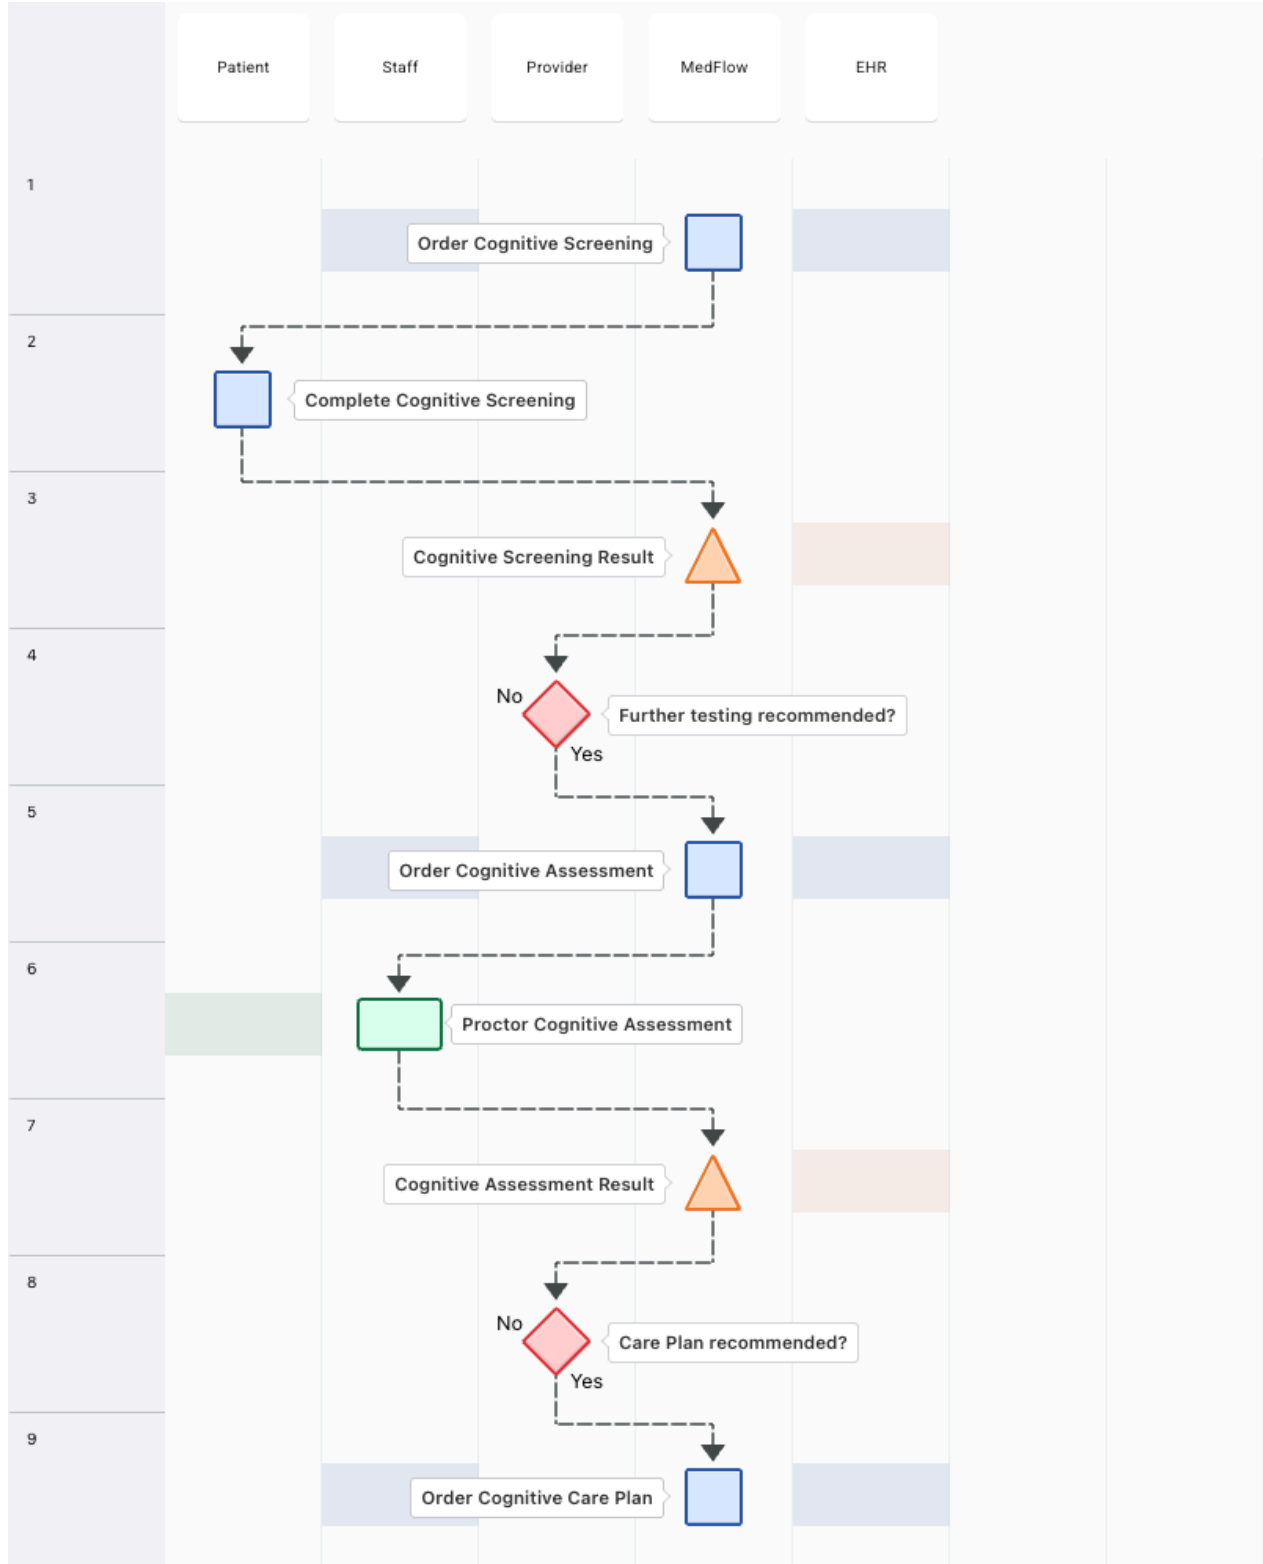 Patient
Staff
Provider
MedFlow
EHR
1
Order Cognitive Screening
2
Complete Cognitive Screening
3
Cognitive Screening Result
4
No
Further testing recommended?
Yes
5
Order Cognitive Assessment
6
Proctor Cognitive Assessment
7
Cognitive Assessment Result
8
No
Care Plan recommended?
Yes
9
Order Cognitive Care Plan